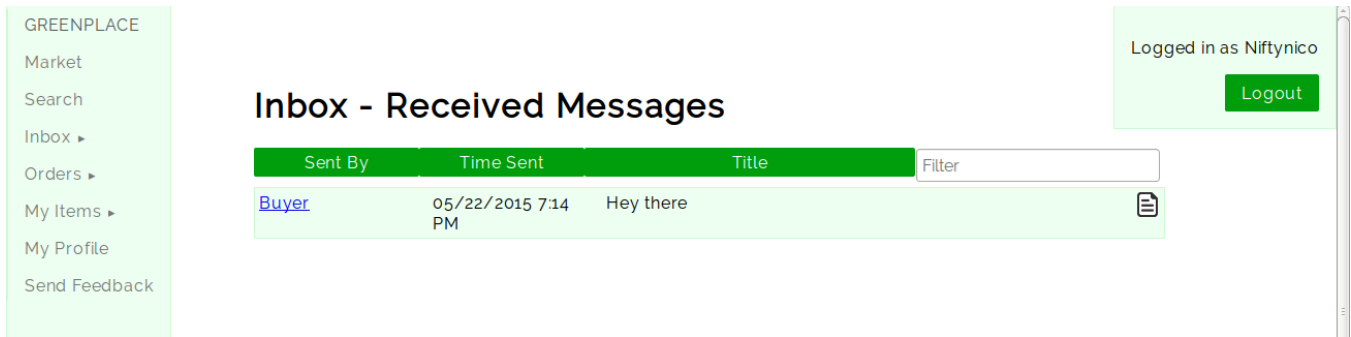 GREENPLACE
Market
Search
Inbox ▸
Orders ▸
My Items ▸
My Profile
Send Feedback
Logged in as Niftynico
Logout
Inbox - Received Messages
Sent By Time Sent Title Filter
Buyer 05/22/2015 7:14 Hey there
PM